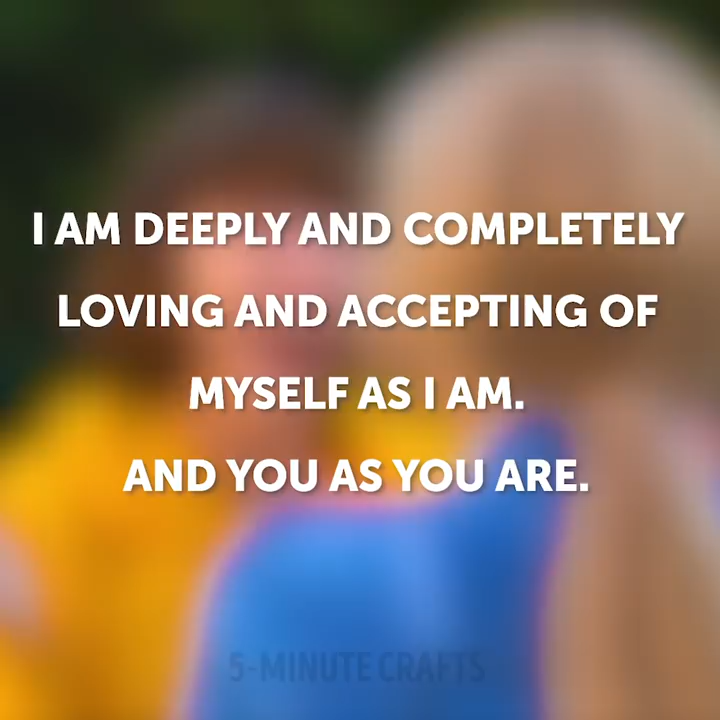 I AM DEEPLY AND COMPLETELY
LOVING AND ACCEPTING OF
MYSELF AS I AM.
AND YOU AS YOU ARE.
5-MINUTE CRAFTS